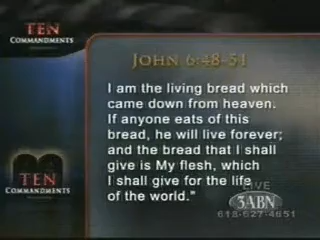 TEN
COMMANDMENTS
JOHN 6:48-51
I am the living bread which
came down from heaven.
If anyone eats of this
bread, he will live forever;
and the bread that I shall
give is My flesh, which
I shall give for the life
of the world."
TEN
COMMANDMENTS
LIVE
3ABN
618-627-4651